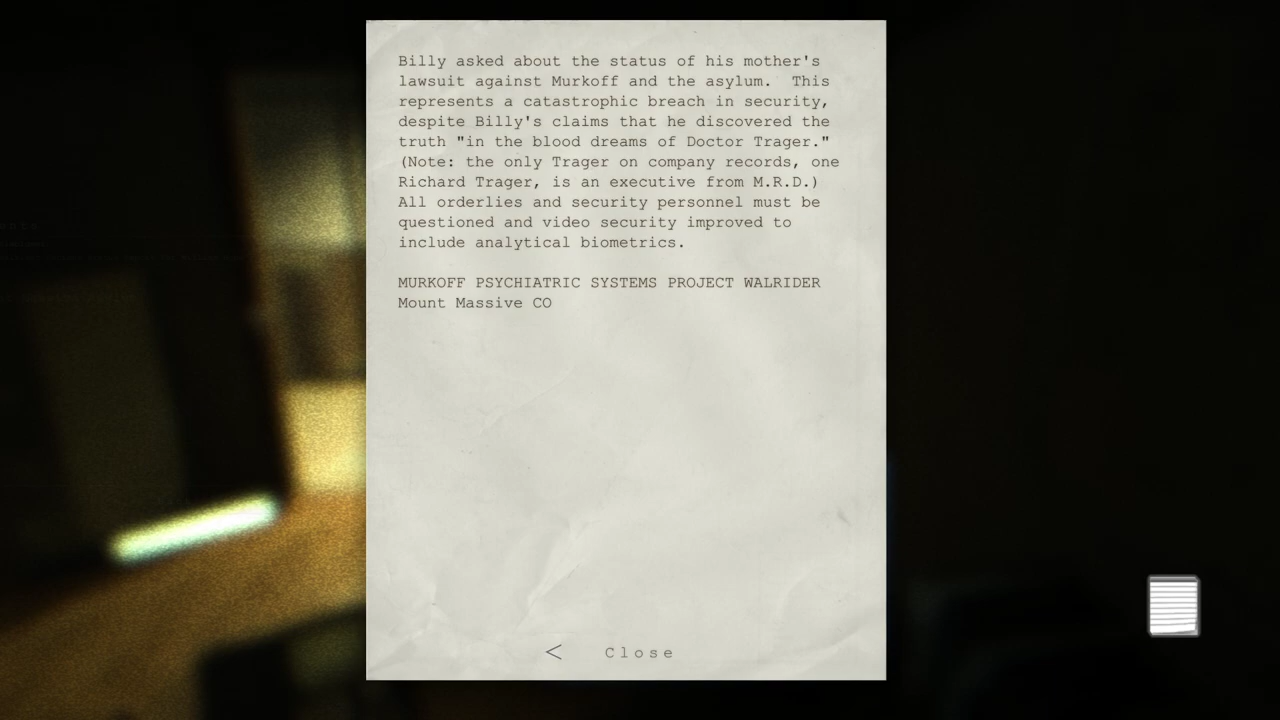 Billy asked about the status of his mother's
lawsuit against Murkoff and the asylum.  This
represents a catastrophic breach in security,
despite Billy's claims that he discovered the
truth "in the blood dreams of Doctor Trager."
(Note: the only Trager on company records, one
Richard Trager, is an executive from M.R.D.)
All orderlies and security personnel must be
questioned and video security improved to
include analytical biometrics.
MURKOFF PSYCHIATRIC SYSTEMS PROJECT WALRIDER
Mount Massive CO
< Close